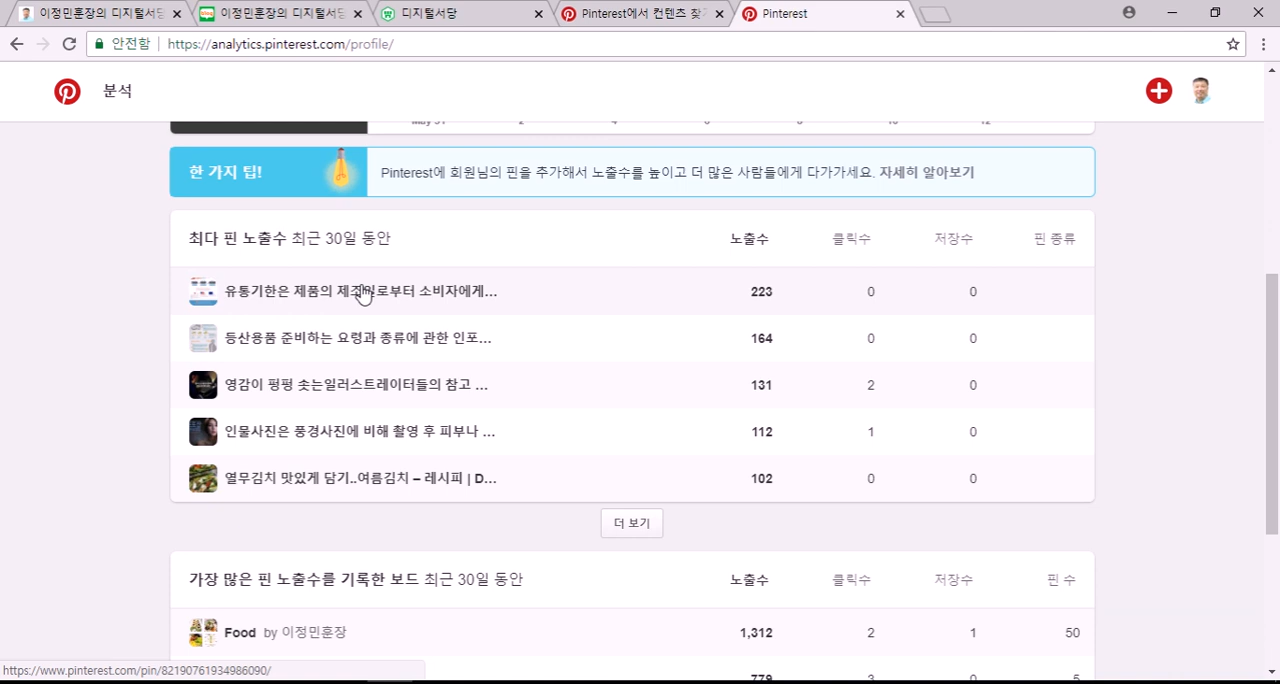 이정민훈장의 디지털서당
이정민훈장의 디지털서당
디지털서당
Pinterest에서 컨텐츠 찾
Pinterest
안전함 https://analytics.pinterest.com/profile/
분석
May 31 2 4 6 8 10 12
한 가지 팁! Pinterest에 회원님의 핀을 추가해서 노출수를 높이고 더 많은 사람들에게 다가가세요. 자세히 알아보기
최다 핀 노출수 최근 30일 동안 노출수 클릭수 저장수 핀 종류
유통기한은 제품의 제조일로부터 소비자에게... 223 0 0
등산용품 준비하는 요령과 종류에 관한 인포... 164 0 0
영감이 펑펑 솟는일러스트레이터들의 참고 ... 131 2 0
인물사진은 풍경사진에 비해 촬영 후 피부나 ... 112 1 0
열무김치 맛있게 담기..여름김치 – 레시피 | D... 102 0 0
더 보기
가장 많은 핀 노출수를 기록한 보드 최근 30일 동안 노출수 클릭수 저장수 핀 수
Food by 이정민훈장 1,312 2 1 50
779 3 0 5
https://www.pinterest.com/pin/82190761934986090/